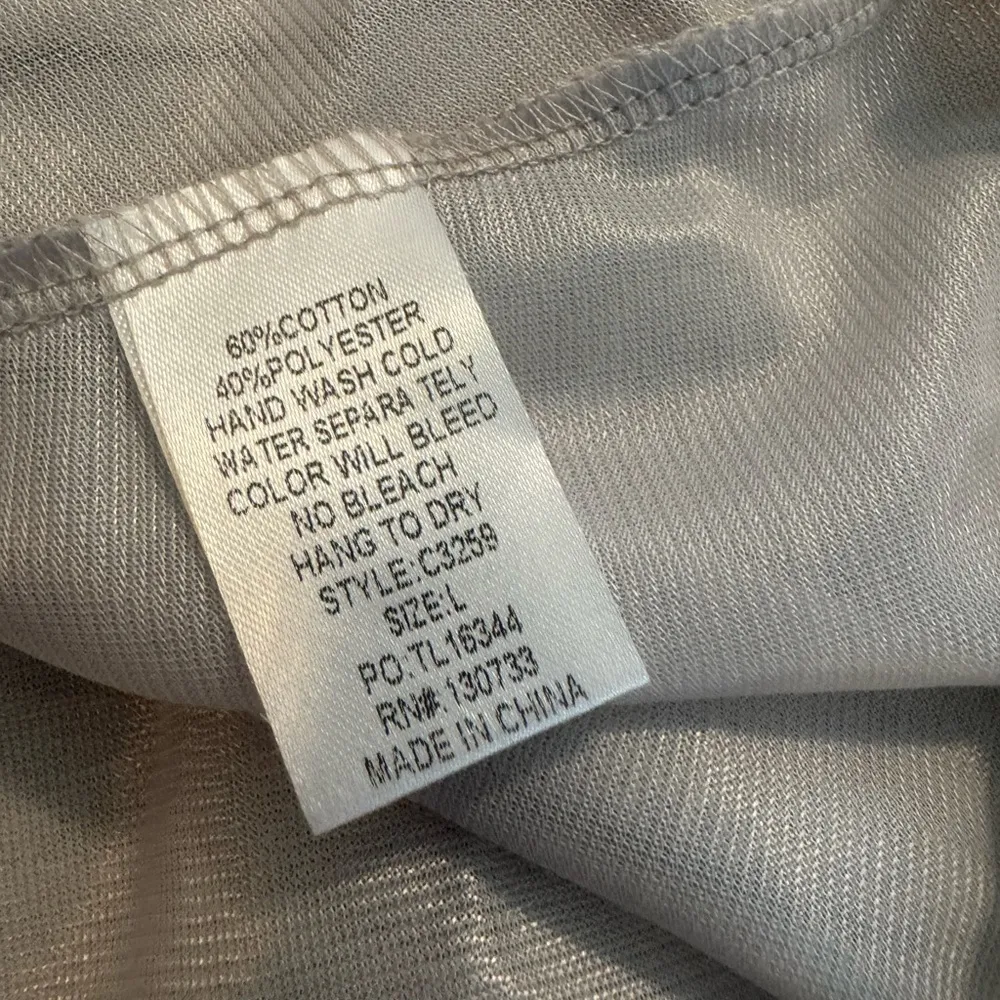 60%COTTON
40%POLYESTER
HAND WASH COLD
WATER SEPARA TELY
COLOR WILL BLEED
NO BLEACH
HANG TO DRY
STYLE:C3259
SIZE:L
PO:TL16344
RN#: 130733
MADE IN CHINA